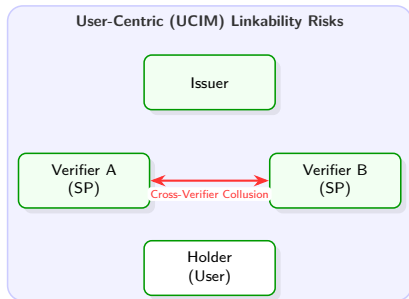 User-Centric (UCIM) Linkability Risks
Issuer
Verifier A
(SP)
Verifier B
(SP)
Cross-Verifier Collusion
Holder
(User)